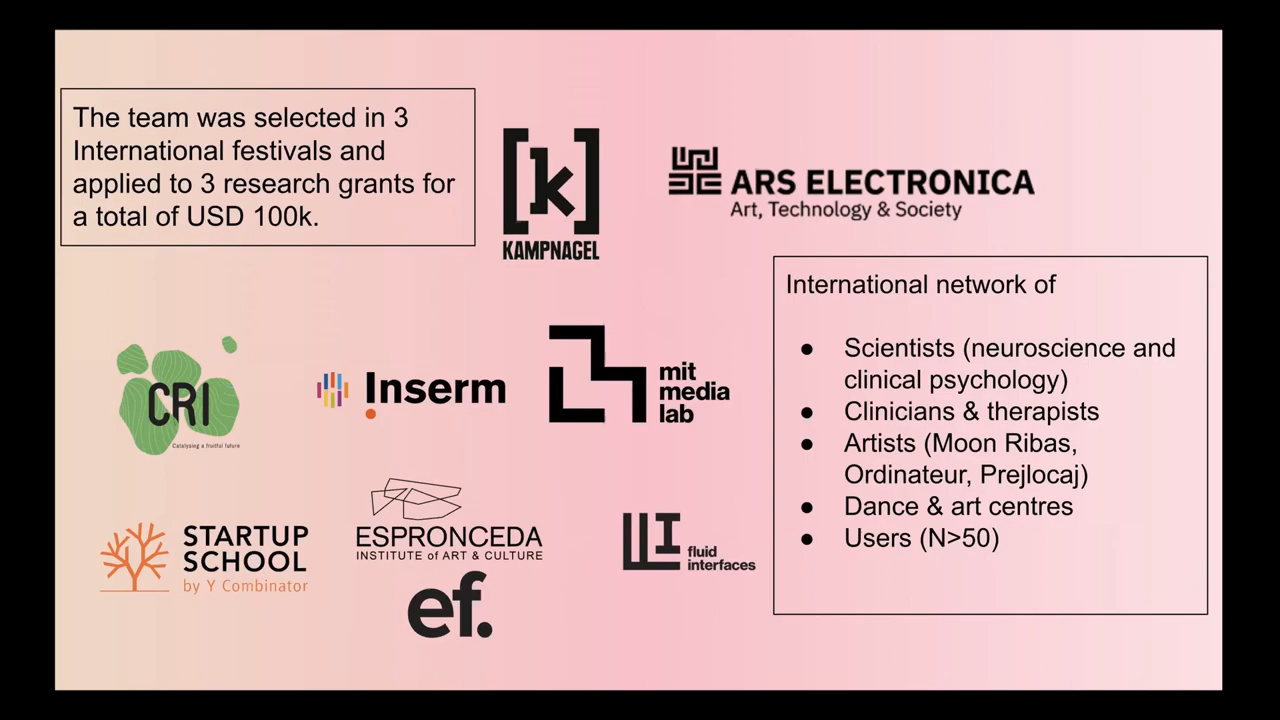 The team was selected in 3
International festivals and
applied to 3 research grants for
a total of USD 100k.
[k]
KAMPNAGEL
ARS ELECTRONICA
Art, Technology & Society
International network of
● Scientists (neuroscience and
clinical psychology)
● Clinicians & therapists
● Artists (Moon Ribas,
Ordinateur, Prejlocaj)
● Dance & art centres
● Users (N>50)
CRI
Catalysing a fruitful future
Inserm
mit
media
lab
STARTUP
SCHOOL
by Y Combinator
ESPRONCEDA
INSTITUTE of ART & CULTURE
ef.
fluid
interfaces